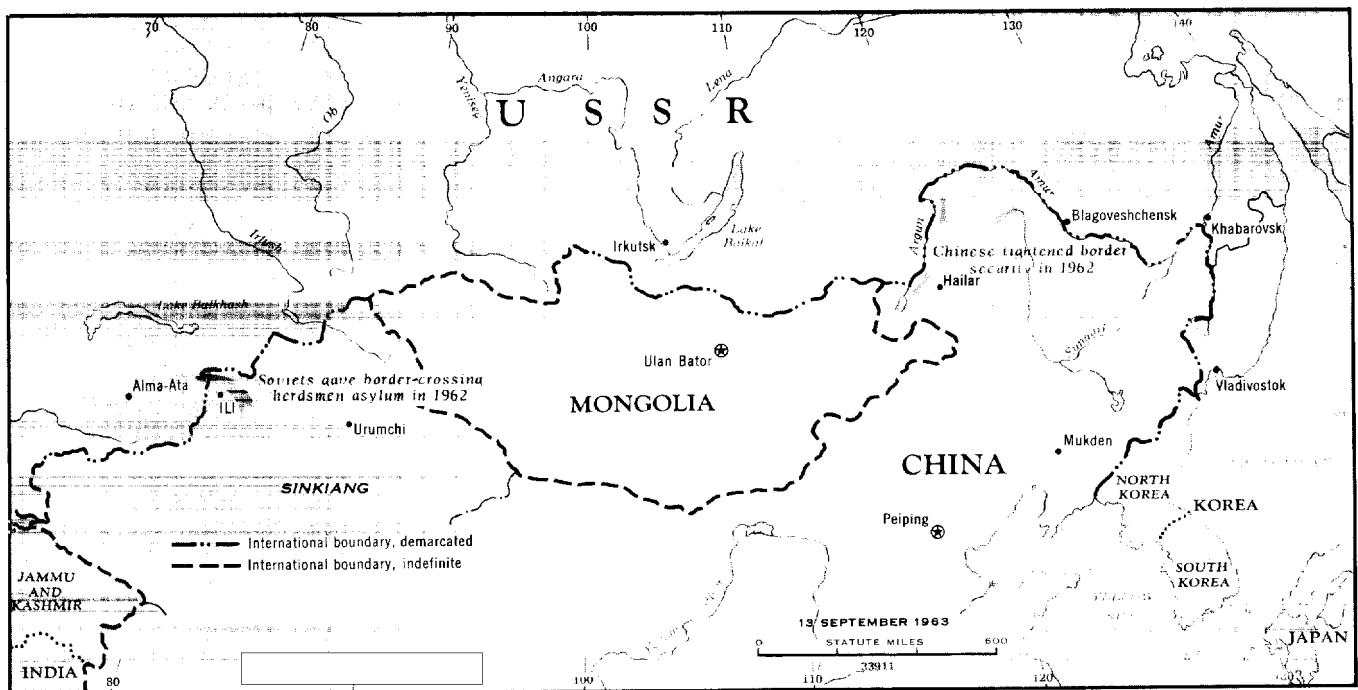 70
80
90
100
110
120
130
140
Ob
Yenisey
Angara
Lena
U S S R
Amur
Amur
Irtysh
Irkutsk
Lake
Baikal
Argun
Blagoveshchensk
Khabarovsk
Chinese tightened border
security in 1962
Hailar
Lake Balkhash
Sungari
Ulan Bator
Alma-Ata
Soviets gave border-crossing
herdsmen asylum in 1962
ILI
MONGOLIA
Vladivostok
Urumchi
Mukden
CHINA
SINKIANG
NORTH
KOREA
KOREA
Peiping
International boundary, demarcated
International boundary, indefinite
SOUTH
KOREA
JAMMU
AND
KASHMIR
13 SEPTEMBER 1963
0 STATUTE MILES 600
33911
JAPAN
INDIA
80
100
110
120